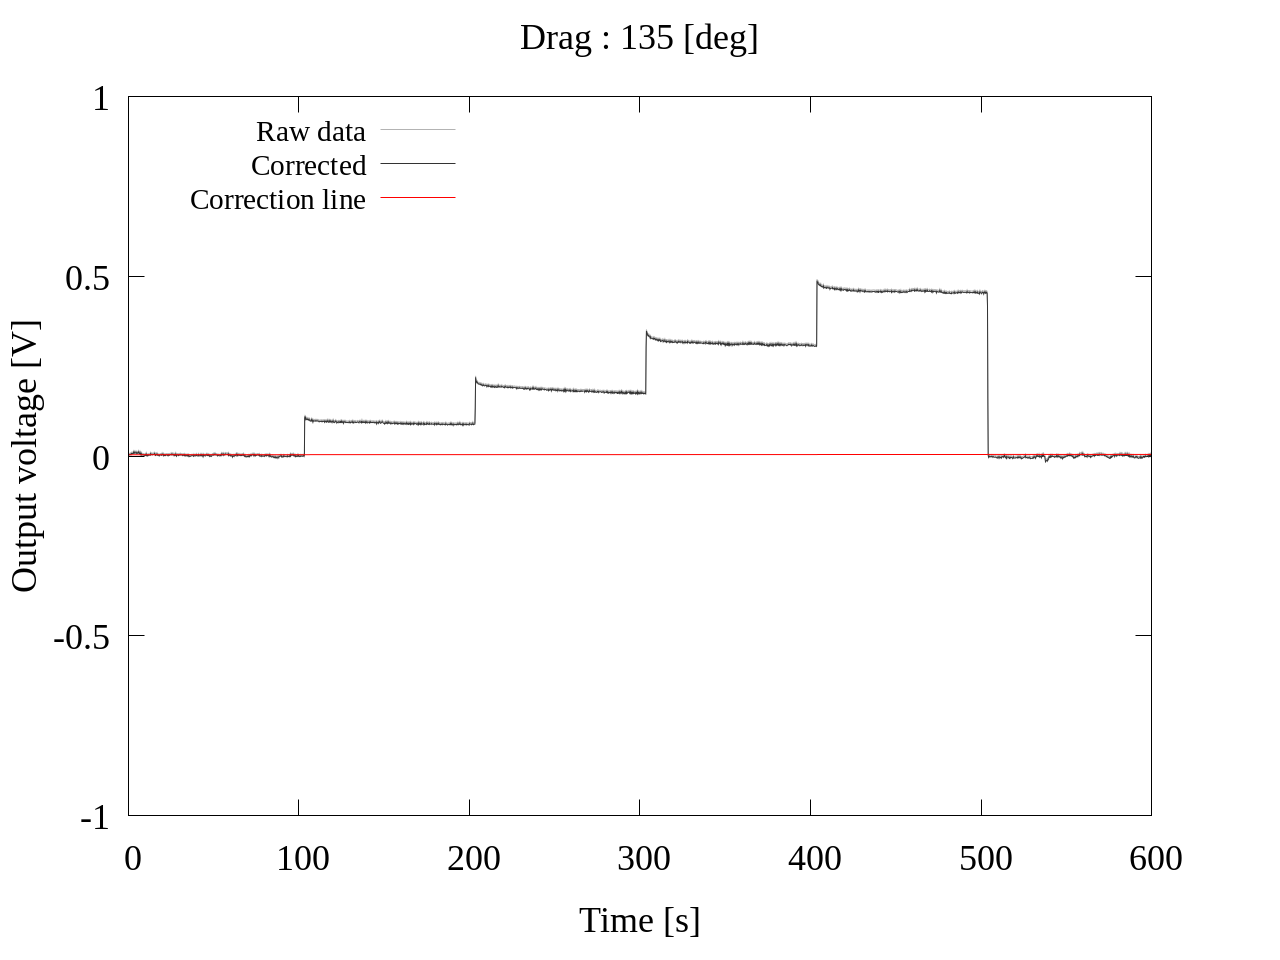 Drag : 135 [deg]
1
0.5
0
-0.5
-1
Output voltage [V]
Raw data
Corrected
Correction line
0 100 200 300 400 500 600
Time [s]